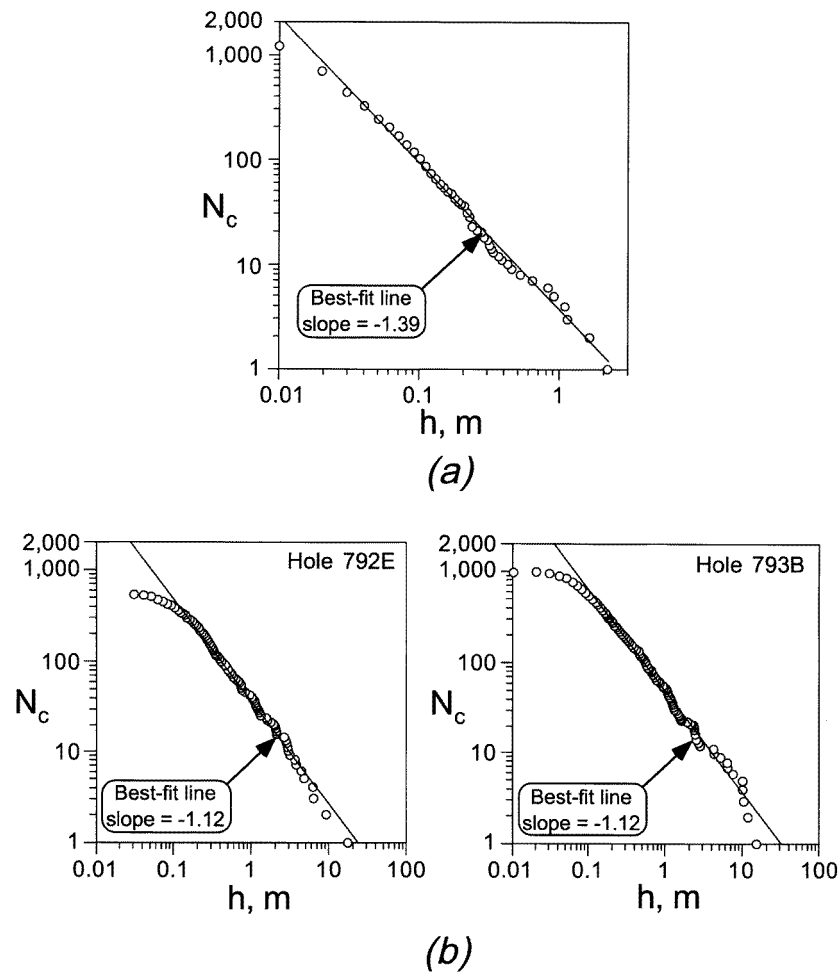 2,000
1,000
100
N_c
10
1
Best-fit line
slope = -1.39
0.01 0.1 1
h, m
(a)
2,000
1,000
100
N_c
10
1
Hole 792E
Best-fit line
slope = -1.12
0.01 0.1 1 10 100
h, m
2,000
1,000
100
N_c
10
1
Hole 793B
Best-fit line
slope = -1.12
0.01 0.1 1 10 100
h, m
(b)